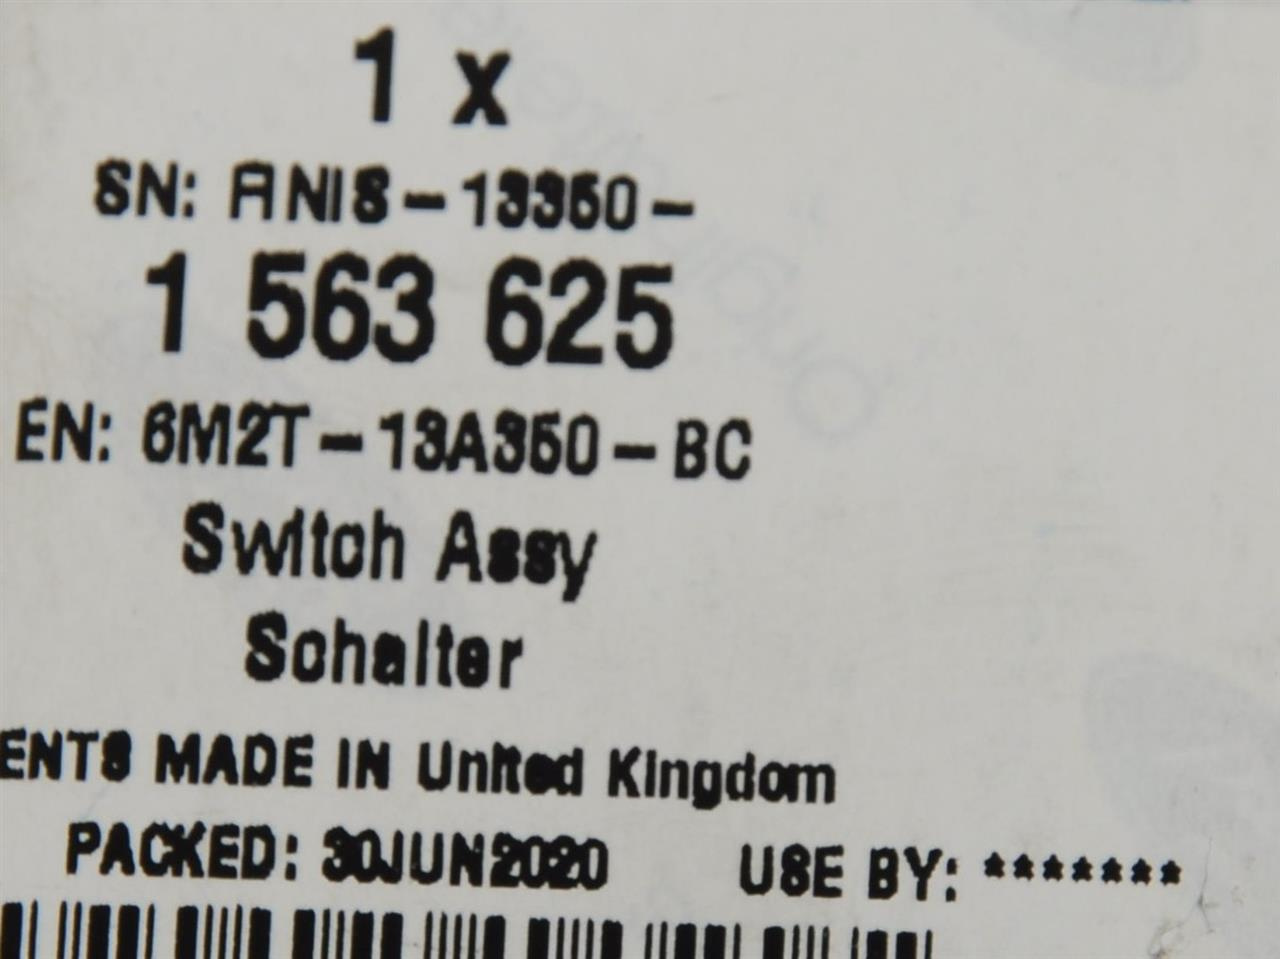 1 x
SN: ANIS-13350-
1 563 625
EN: 6M2T-13A350-BC
Switch Assy
Schalter
ENTS MADE IN United Kingdom
PACKED: 30JUN2020 USE BY: *******